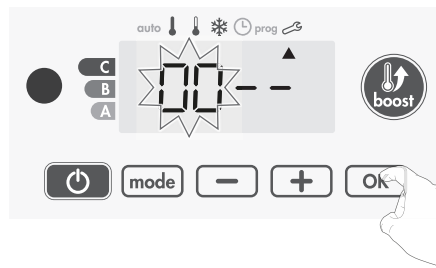 auto prog
C
B
A
00--
boost
mode − + OK